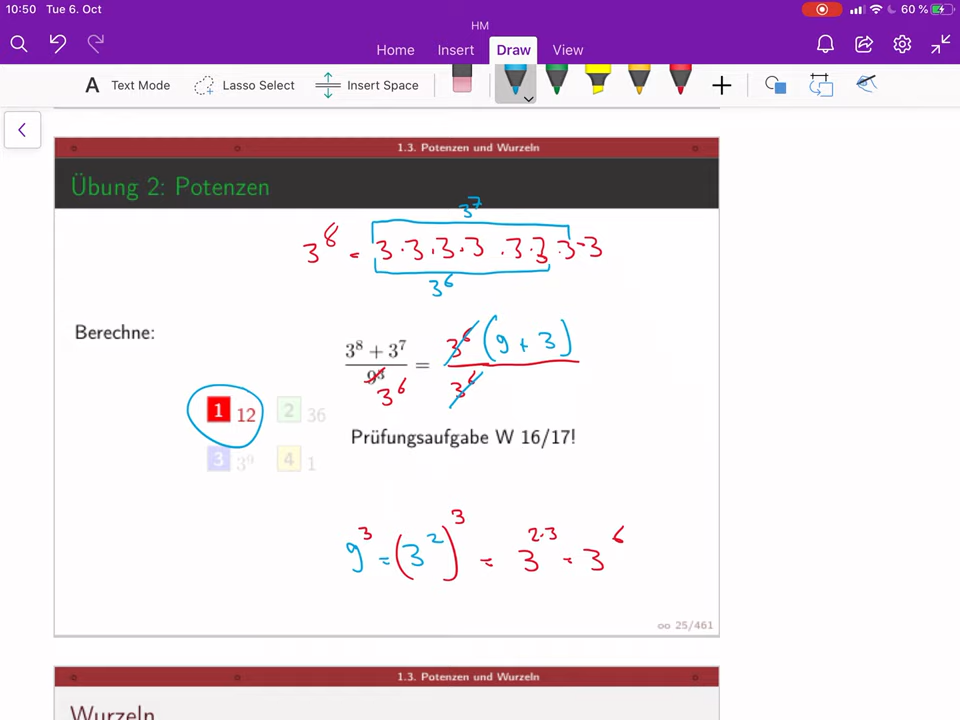 10:50 Tue 6. Oct
60 %
HM
Home Insert Draw View
A Text Mode Lasso Select Insert Space
1.3. Potenzen und Wurzeln
Übung 2: Potenzen
3^7
3^8 = 3·3·3·3·3·3·3·3
3^6
Berechne:
(3^8 + 3^7)/9^3 = 3^6 (9 + 3)/3^6
3^6
1 12 2 36
Prüfungsaufgabe W 16/17!
3 3^9 4 1
9^3 = (3^2)^3 = 3^2·3 = 3^6
25/461
1.3. Potenzen und Wurzeln
Wurzeln